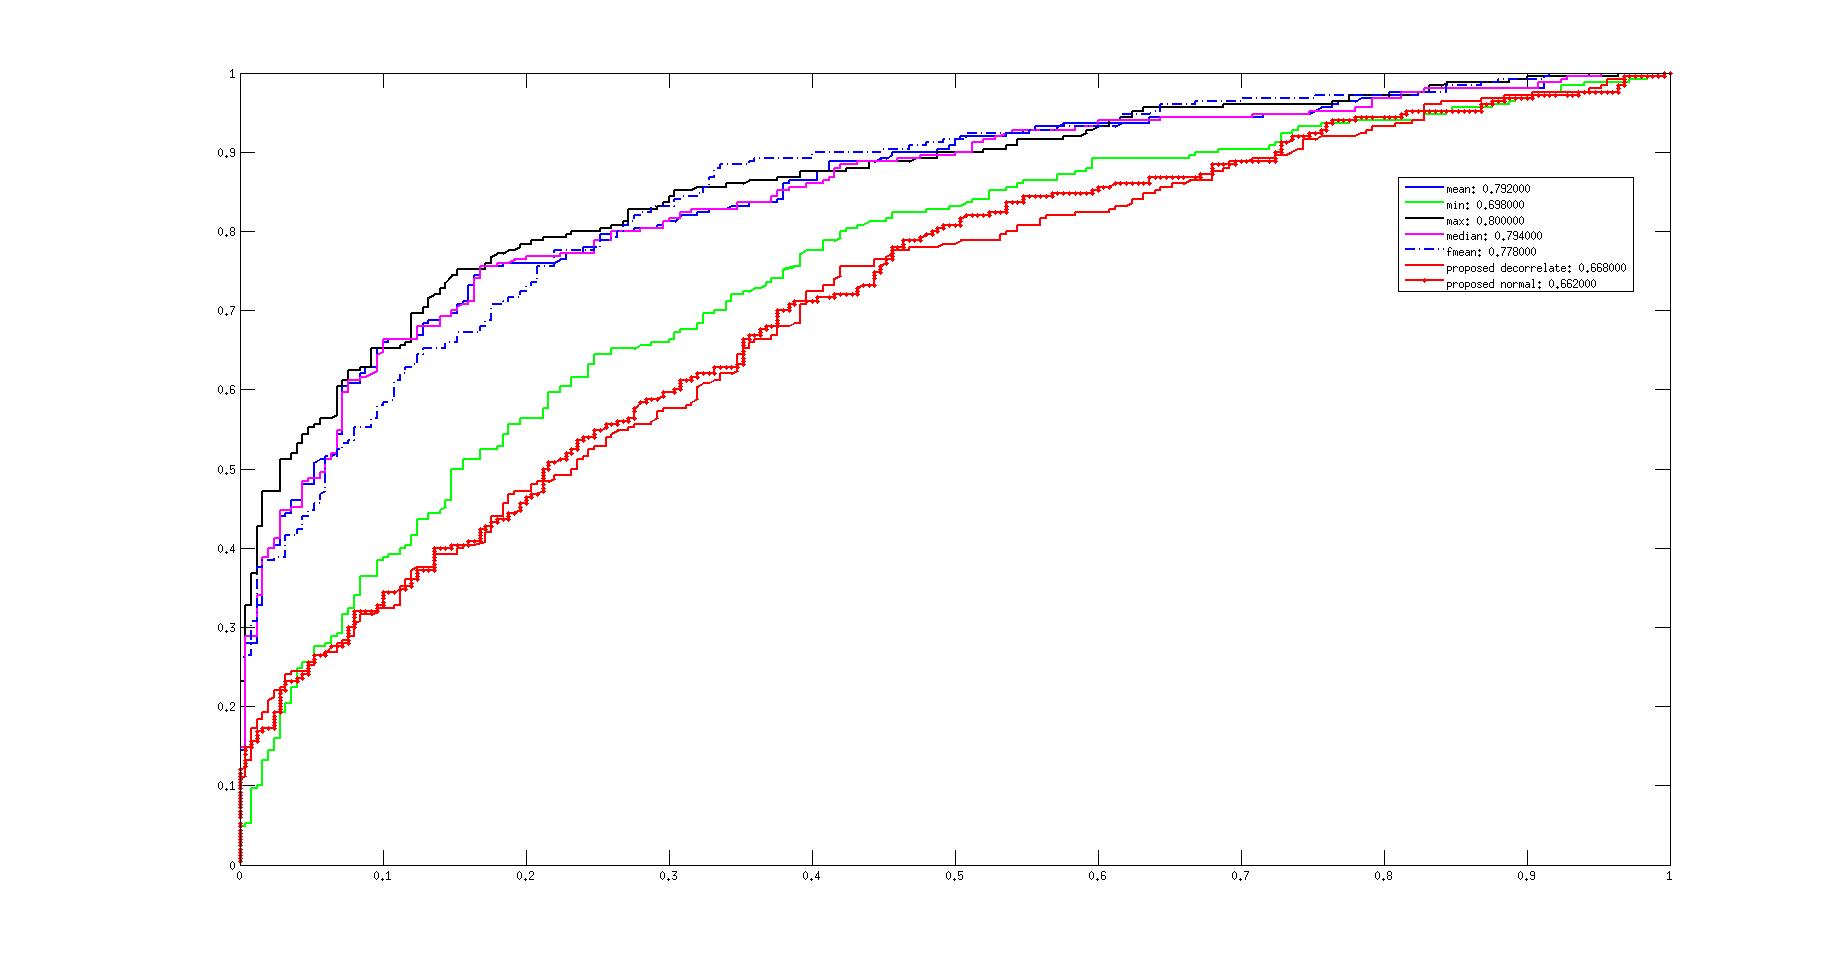 1
0.9
0.8
0.7
0.6
0.5
0.4
0.3
0.2
0.1
0
0 0.1 0.2 0.3 0.4 0.5 0.6 0.7 0.8 0.9 1
mean: 0.792000
min: 0.698000
max: 0.800000
median: 0.794000
fmean: 0.778000
proposed decorrelate: 0.668000
proposed normal: 0.662000